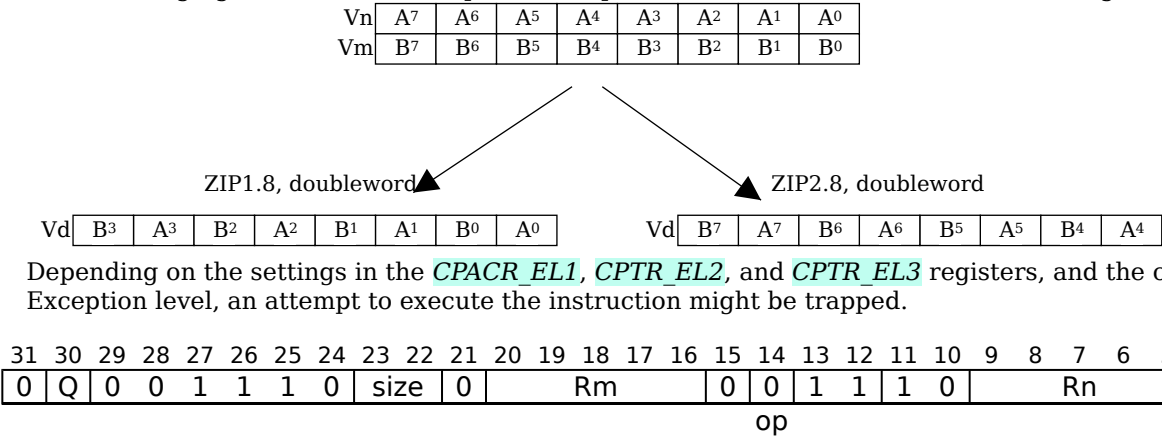 Vn A7 A6 A5 A4 A3 A2 A1 A0
Vm B7 B6 B5 B4 B3 B2 B1 B0
ZIP1.8, doubleword ZIP2.8, doubleword
Vd B3 A3 B2 A2 B1 A1 B0 A0 Vd B7 A7 B6 A6 B5 A5 B4 A4
Depending on the settings in the CPACR_EL1, CPTR_EL2, and CPTR_EL3 registers, and the
Exception level, an attempt to execute the instruction might be trapped.
31 30 29 28 27 26 25 24 23 22 21 20 19 18 17 16 15 14 13 12 11 10 9 8 7 6
0 Q 0 0 1 1 1 0 size 0 Rm 0 0 1 1 1 0 Rn
op